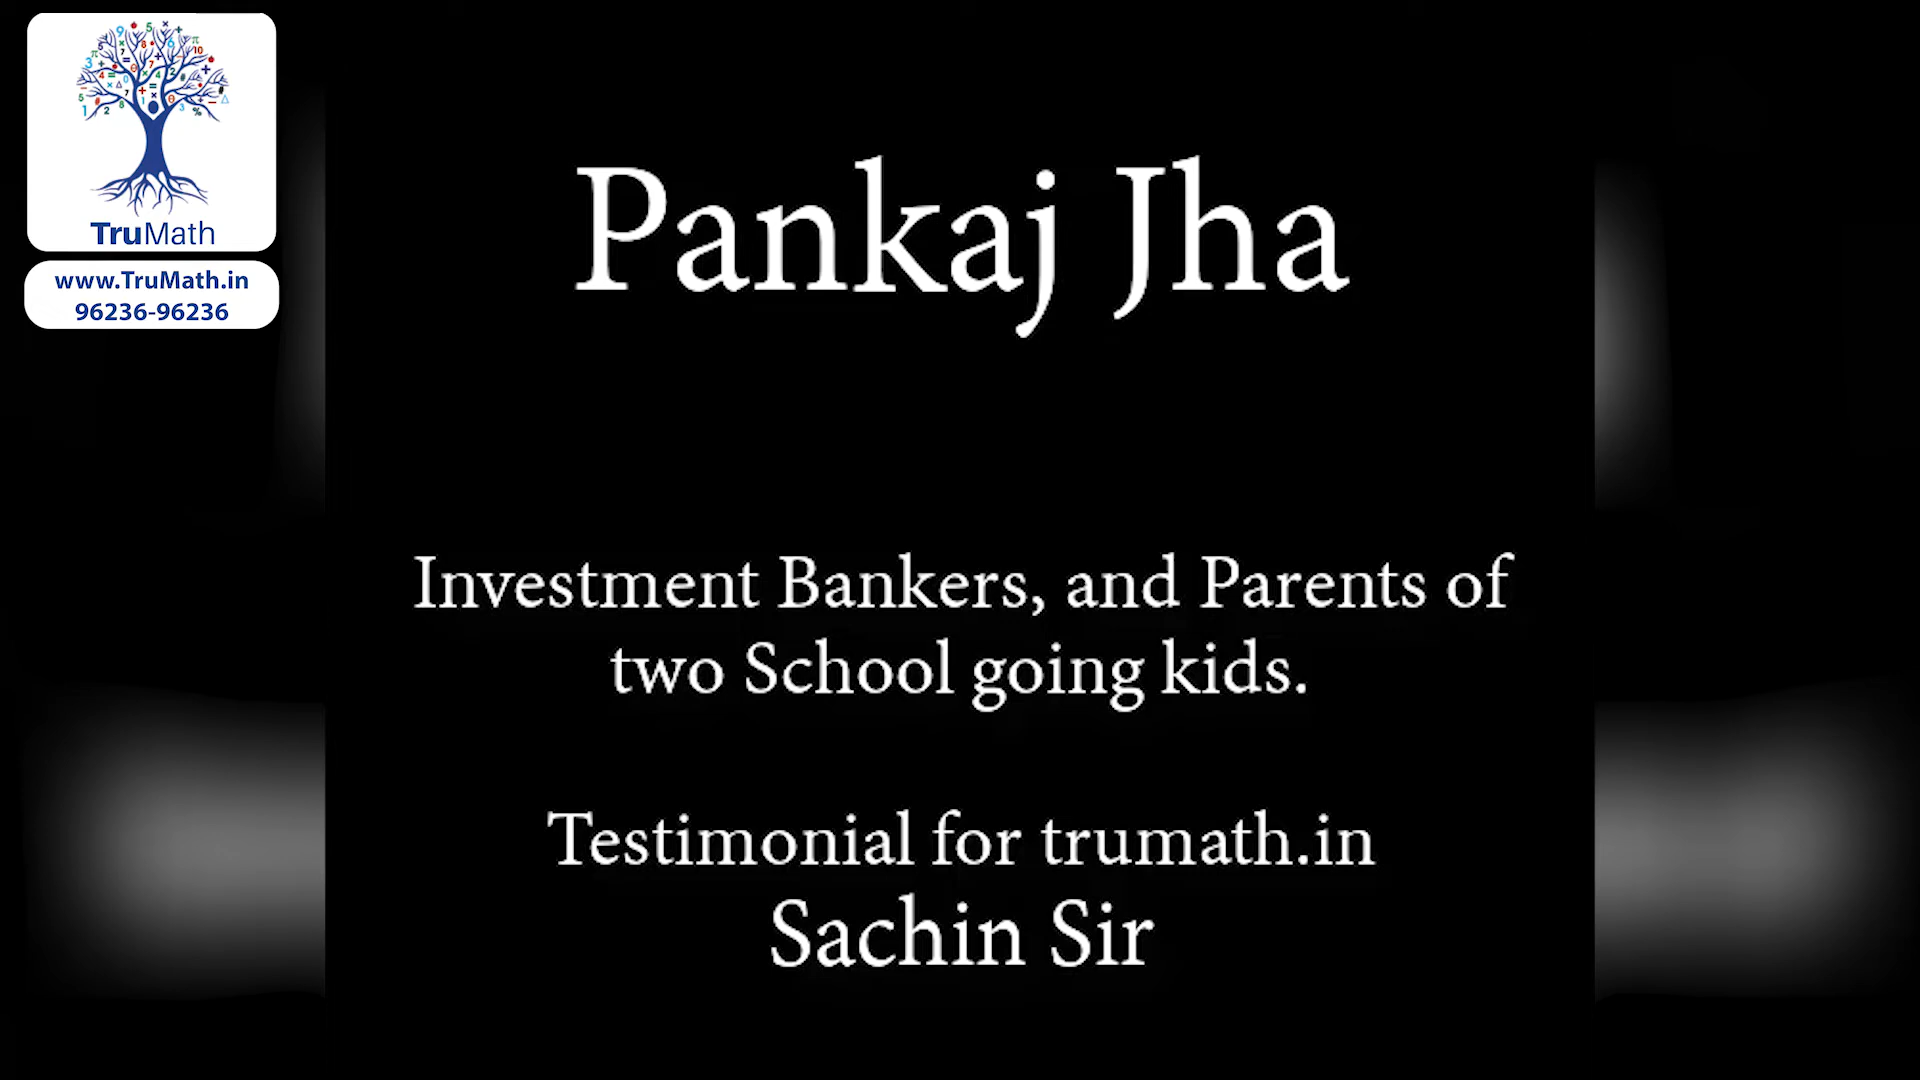 TruMath
www.TruMath.in
96236-96236
Pankaj Jha
Investment Bankers, and Parents of
two School going kids.
Testimonial for trumath.in
Sachin Sir